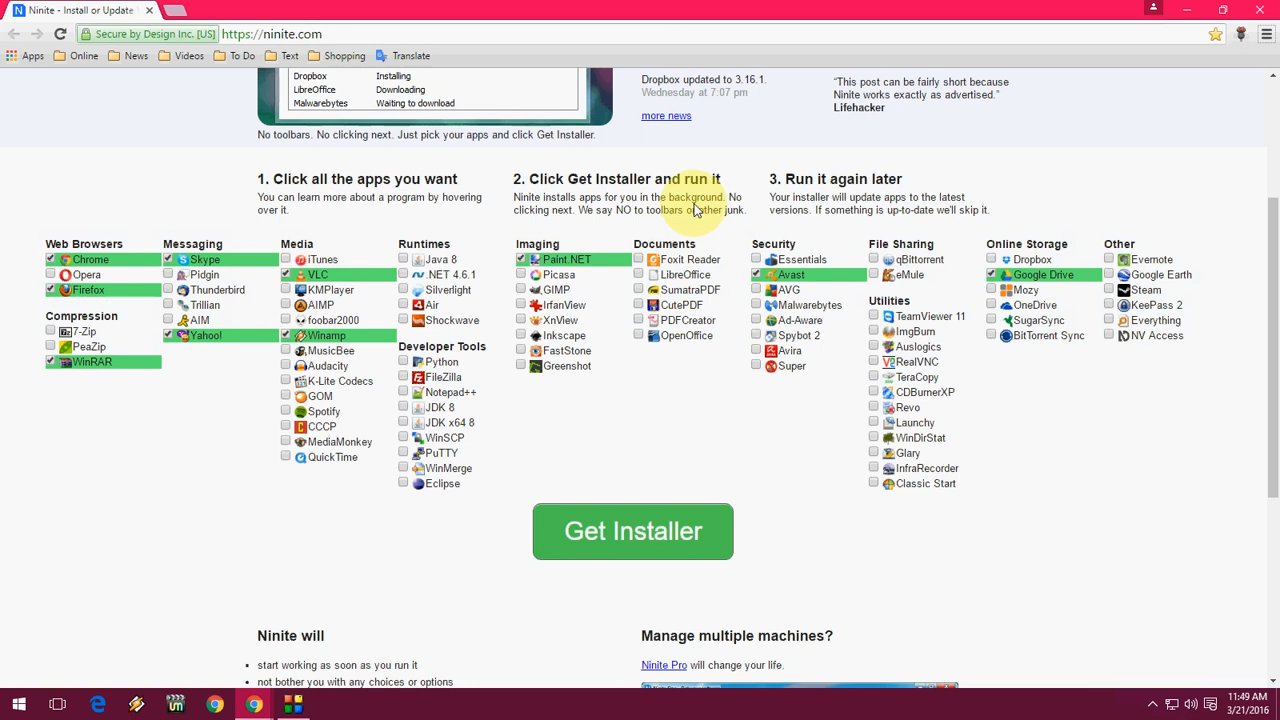 Ninite - Install or Update
Secure by Design Inc. [US] https://ninite.com
Apps Online News Videos To Do Text Shopping Translate
Dropbox Installing
LibreOffice Downloading
Malwarebytes Waiting to download
No toolbars. No clicking next. Just pick your apps and click Get Installer.
Dropbox updated to 3.16.1.
Wednesday at 7:07 pm
more news
“This post can be fairly short because
Ninite works exactly as advertised.”
Lifehacker
1. Click all the apps you want
You can learn more about a program by hovering
over it.
2. Click Get Installer and run it
Ninite installs apps for you in the background. No
clicking next. We say NO to toolbars or other junk.
3. Run it again later
Your installer will update apps to the latest
versions. If something is up-to-date we'll skip it.
Web Browsers
Chrome
Opera
Firefox
Compression
7-Zip
PeaZip
WinRAR
Messaging
Skype
Pidgin
Thunderbird
Trillian
AIM
Yahoo!
Media
iTunes
VLC
KMPlayer
AIMP
foobar2000
Winamp
MusicBee
Audacity
K-Lite Codecs
GOM
Spotify
CCCP
MediaMonkey
QuickTime
Runtimes
Java 8
.NET 4.6.1
Silverlight
Air
Shockwave
Developer Tools
Python
FileZilla
Notepad++
JDK 8
JDK x64 8
WinSCP
PuTTY
WinMerge
Eclipse
Imaging
Paint.NET
Picasa
GIMP
IrfanView
XnView
Inkscape
FastStone
Greenshot
Documents
Foxit Reader
LibreOffice
SumatraPDF
CutePDF
PDFCreator
OpenOffice
Security
Essentials
Avast
AVG
Malwarebytes
Ad-Aware
Spybot 2
Avira
Super
File Sharing
qBittorrent
eMule
Utilities
TeamViewer 11
ImgBurn
Auslogics
RealVNC
TeraCopy
CDBurnerXP
Revo
Launchy
WinDirStat
Glary
InfraRecorder
Classic Start
Online Storage
Dropbox
Google Drive
Mozy
OneDrive
SugarSync
BitTorrent Sync
Other
Evernote
Google Earth
Steam
KeePass 2
Everything
NV Access
Get Installer
Ninite will
start working as soon as you run it
not bother you with any choices or options
Manage multiple machines?
Ninite Pro will change your life.
11:49 AM
3/21/2016